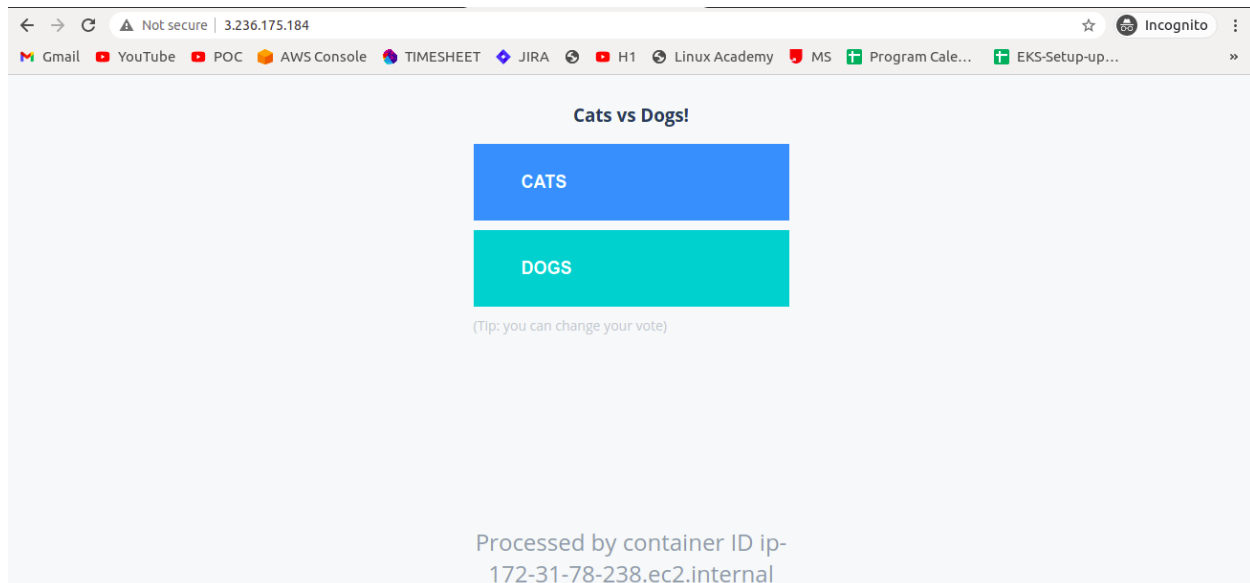 Not secure | 3.236.175.184 Incognito
Gmail YouTube POC AWS Console TIMESHEET JIRA H1 Linux Academy MS Program Cale... EKS-Setup-up... »
Cats vs Dogs!
CATS
DOGS
(Tip: you can change your vote)
Processed by container ID ip-
172-31-78-238.ec2.internal